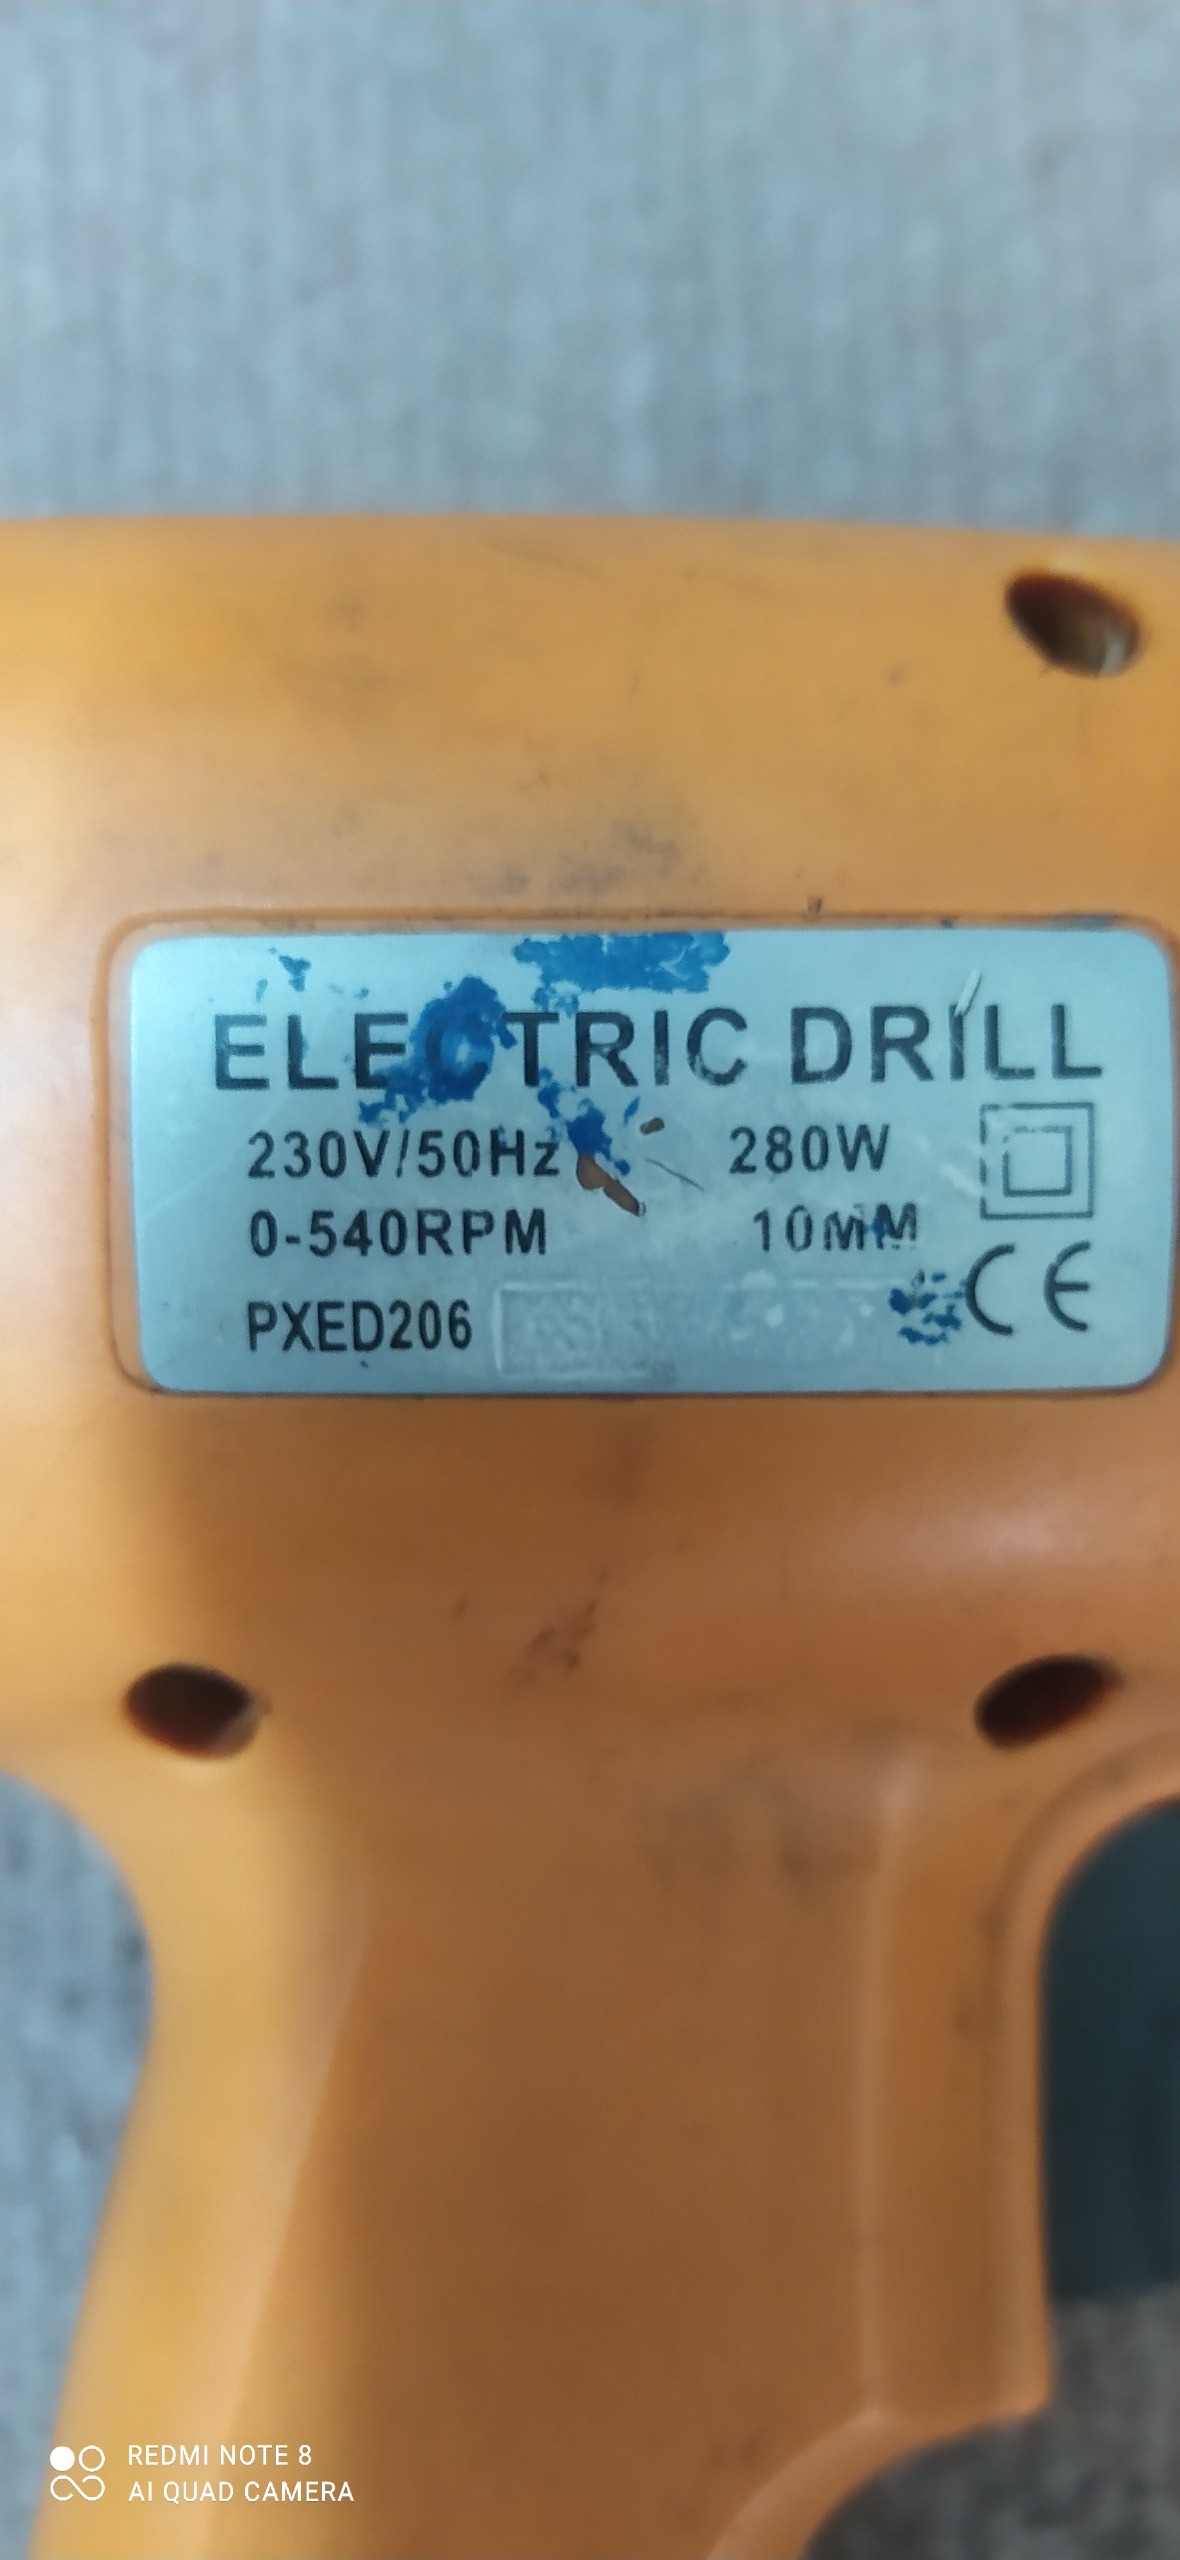 ELECTRIC DRILL
230V/50Hz 280W
0-540RPM 10MM
PXED206 CE
REDMI NOTE 8
AI QUAD CAMERA